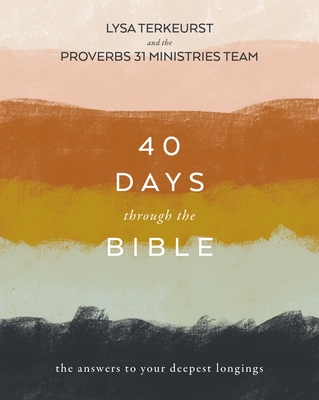 LYSA TERKEURST
and the
PROVERBS 31 MINISTRIES TEAM
40
DAYS
through the
BIBLE
the answers to your deepest longings